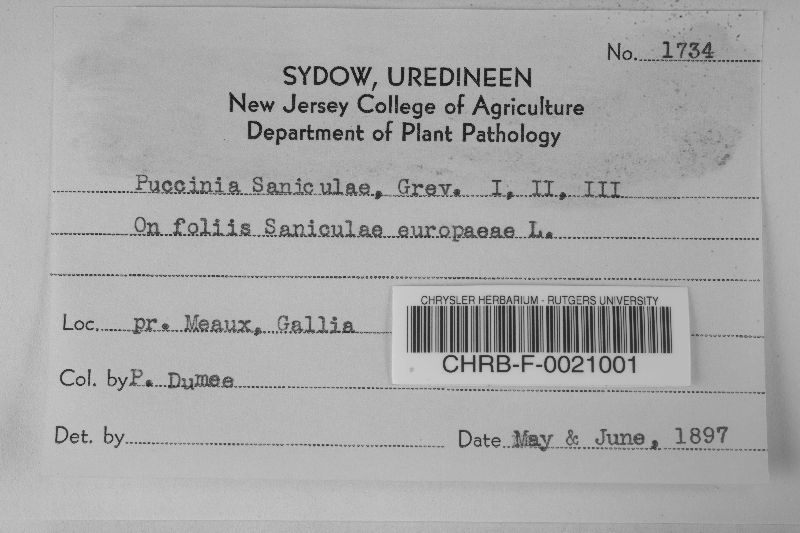 No. 1734
SYDOW, UREDINEEN
New Jersey College of Agriculture
Department of Plant Pathology
Puccinia Saniculae, Grev. I, II, III
On foliis Saniculae europaeae L.
Loc. pr. Meaux, Gallia
CHRYSLER HERBARIUM - RUTGERS UNIVERSITY
CHRB-F-0021001
Col. by P. Dumee
Det. by
Date May & June, 1897